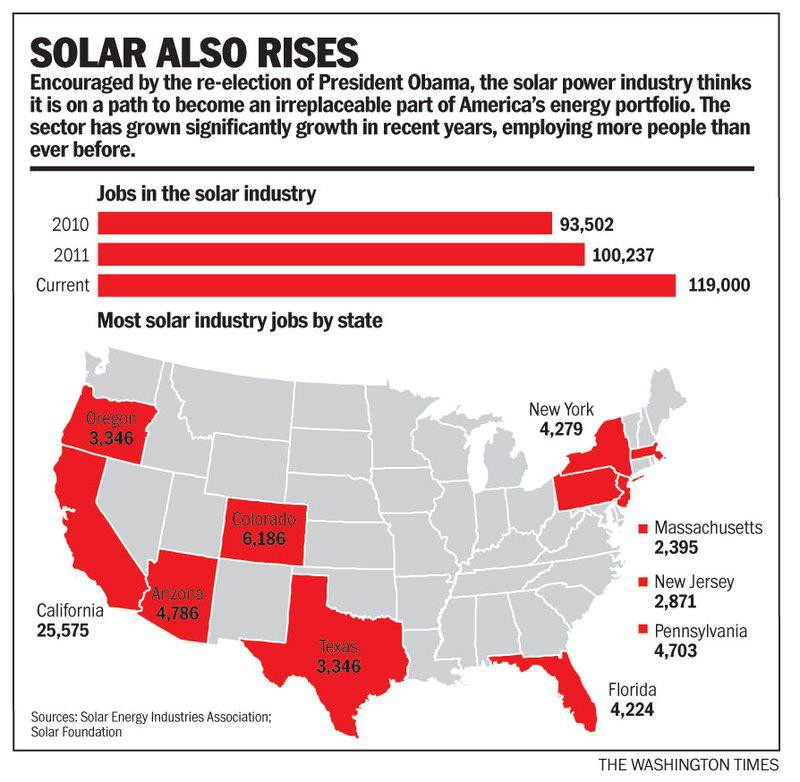 SOLAR ALSO RISES
Encouraged by the re-election of President Obama, the solar power industry thinks
it is on a path to become an irreplaceable part of America's energy portfolio. The
sector has grown significantly growth in recent years, employing more people than
ever before.
Jobs in the solar industry
2010 93,502
2011 100,237
Current 119,000
Most solar industry jobs by state
Oregon
3,346
New York
4,279
Colorado
6,186
Massachusetts
2,395
Arizona
4,786
New Jersey
2,871
California
25,575
Pennsylvania
4,703
Texas
3,346
Florida
4,224
Sources: Solar Energy Industries Association;
Solar Foundation
THE WASHINGTON TIMES